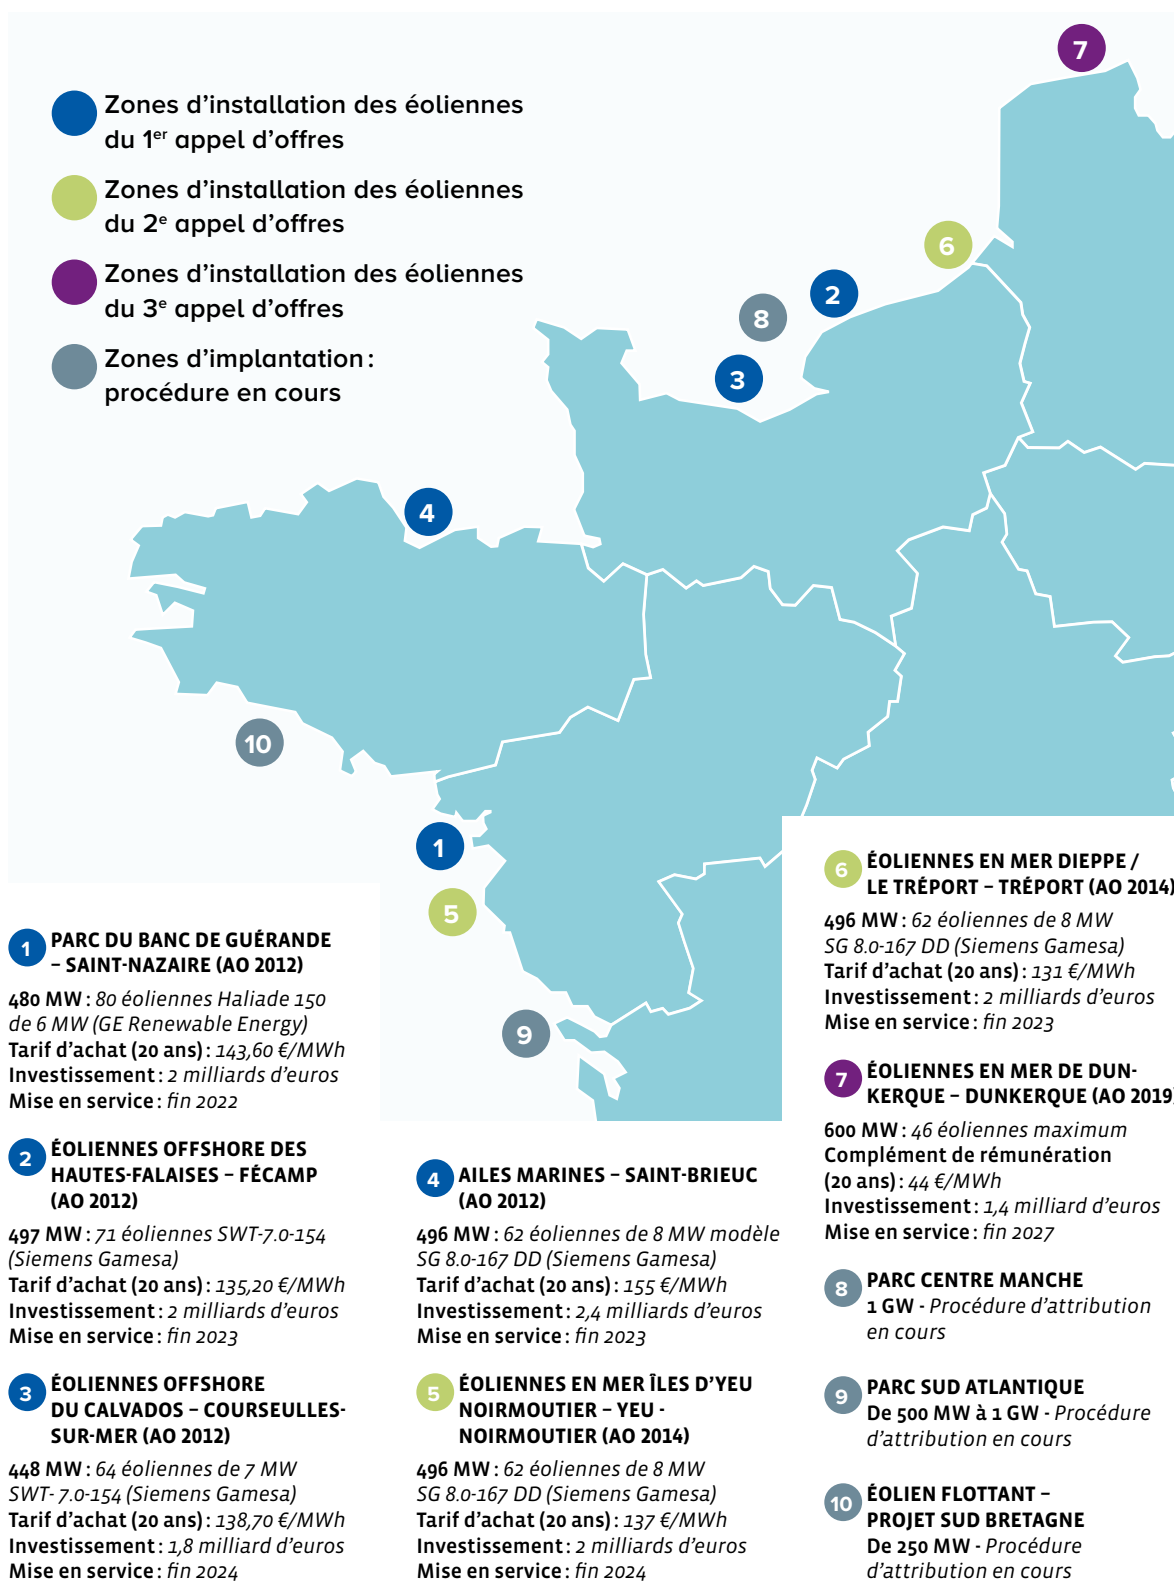 7
Zones d’installation des éoliennes
du 1er appel d’offres
Zones d’installation des éoliennes
du 2e appel d’offres
Zones d’installation des éoliennes
du 3e appel d’offres
Zones d’implantation :
procédure en cours
6
2
8
3
4
10
1
5
9
1 PARC DU BANC DE GUÉRANDE
– SAINT-NAZAIRE (AO 2012)
480 MW : 80 éoliennes Haliade 150
de 6 MW (GE Renewable Energy)
Tarif d’achat (20 ans) : 143,60 €/MWh
Investissement : 2 milliards d’euros
Mise en service : fin 2022
2 ÉOLIENNES OFFSHORE DES
HAUTES-FALAISES – FÉCAMP
(AO 2012)
497 MW : 71 éoliennes SWT-7.0-154
(Siemens Gamesa)
Tarif d’achat (20 ans) : 135,20 €/MWh
Investissement : 2 milliards d’euros
Mise en service : fin 2023
3 ÉOLIENNES OFFSHORE
DU CALVADOS – COURSEULLES-
SUR-MER (AO 2012)
448 MW : 64 éoliennes de 7 MW
SWT- 7.0-154 (Siemens Gamesa)
Tarif d’achat (20 ans) : 138,70 €/MWh
Investissement : 1,8 milliard d’euros
Mise en service : fin 2024
4 AILES MARINES – SAINT-BRIEUC
(AO 2012)
496 MW : 62 éoliennes de 8 MW modèle
SG 8.0-167 DD (Siemens Gamesa)
Tarif d’achat (20 ans) : 155 €/MWh
Investissement : 2,4 milliards d’euros
Mise en service : fin 2023
5 ÉOLIENNES EN MER ÎLES D’YEU
NOIRMOUTIER – YEU -
NOIRMOUTIER (AO 2014)
496 MW : 62 éoliennes de 8 MW
SG 8.0-167 DD (Siemens Gamesa)
Tarif d’achat (20 ans) : 137 €/MWh
Investissement : 2 milliards d’euros
Mise en service : fin 2024
6 ÉOLIENNES EN MER DIEPPE /
LE TRÉPORT – TRÉPORT (AO 2014)
496 MW : 62 éoliennes de 8 MW
SG 8.0-167 DD (Siemens Gamesa)
Tarif d’achat (20 ans) : 131 €/MWh
Investissement : 2 milliards d’euros
Mise en service : fin 2023
7 ÉOLIENNES EN MER DE DUN-
KERQUE – DUNKERQUE (AO 2019)
600 MW : 46 éoliennes maximum
Complément de rémunération
(20 ans) : 44 €/MWh
Investissement : 1,4 milliard d’euros
Mise en service : fin 2027
8 PARC CENTRE MANCHE
1 GW - Procédure d’attribution
en cours
9 PARC SUD ATLANTIQUE
De 500 MW à 1 GW - Procédure
d’attribution en cours
10 ÉOLIEN FLOTTANT –
PROJET SUD BRETAGNE
De 250 MW - Procédure
d’attribution en cours